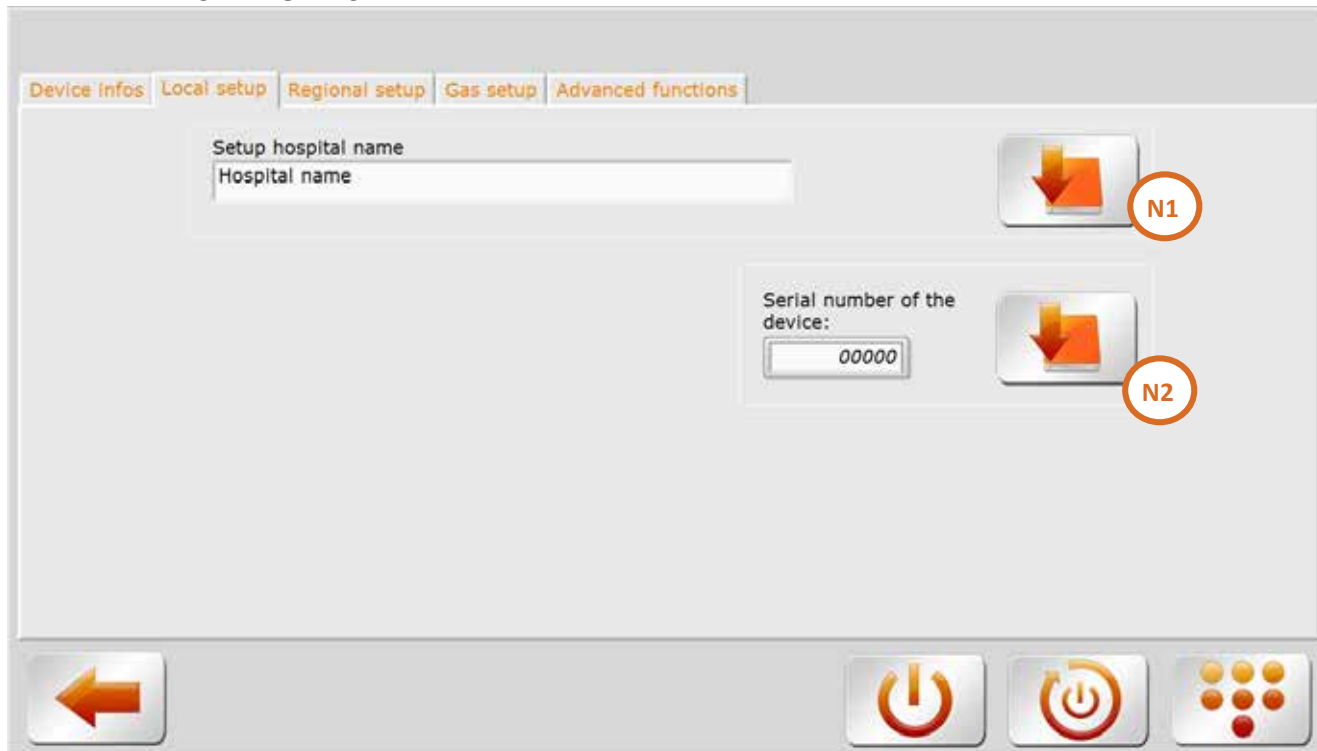 Device infos Local setup Regional setup Gas setup Advanced functions
Setup hospital name
Hospital name
N1
Serial number of the
device:
00000
N2